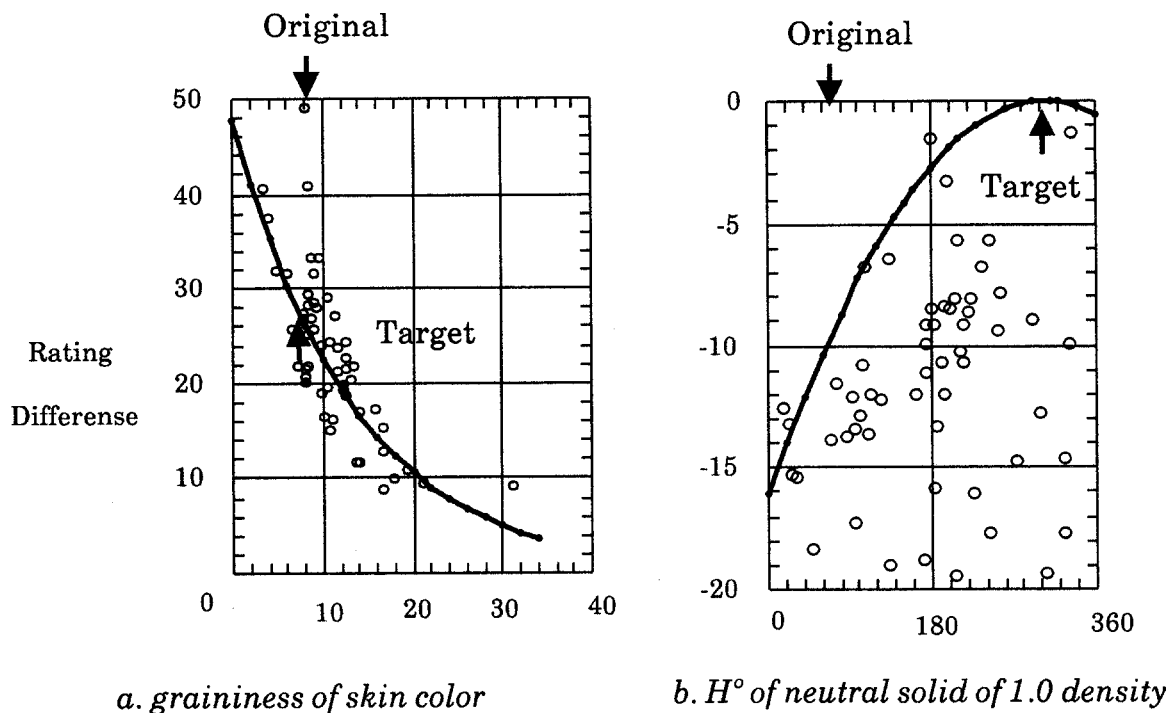 Original
50
40
30
20
10
0
10
20
30
40
Target
Rating
Differense
a. graininess of skin color
Original
0
-5
-10
-15
-20
0
180
360
Target
b. H° of neutral solid of 1.0 density